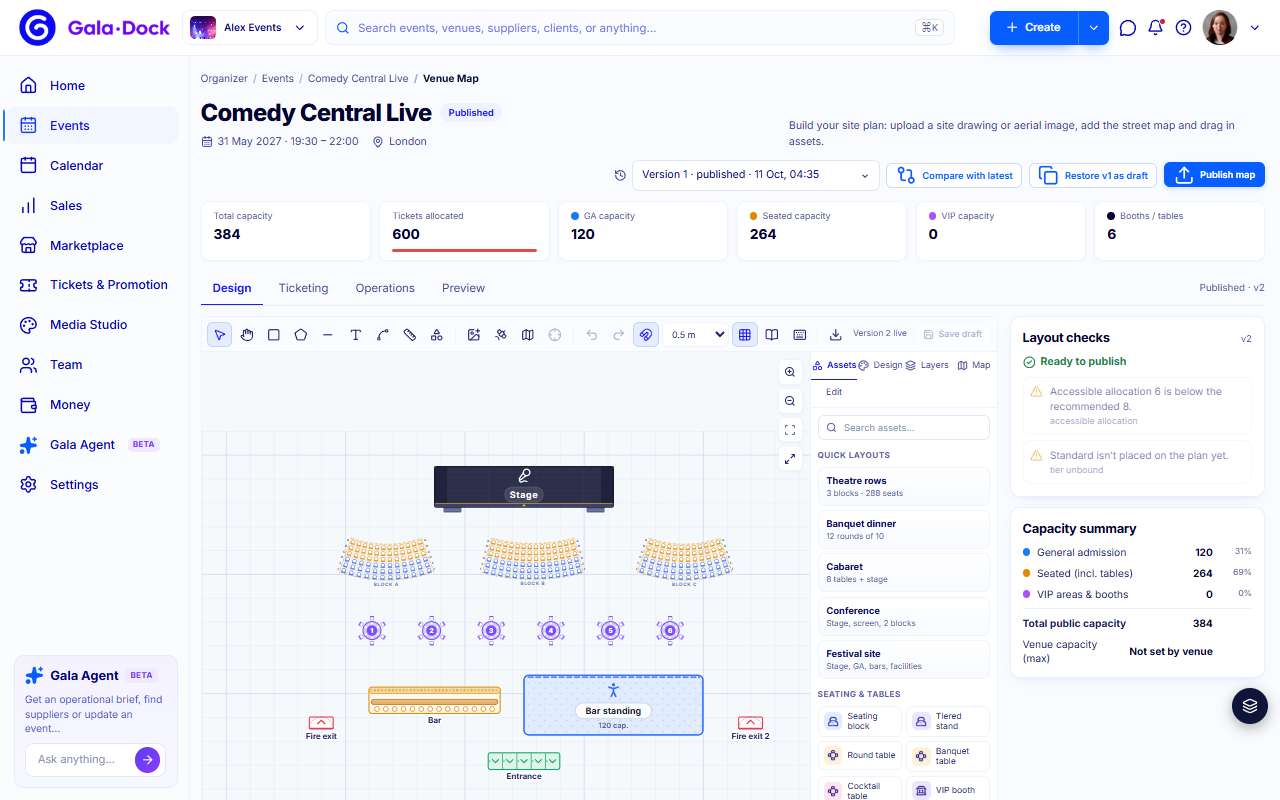 Gala·Dock
Alex Events
Search events, venues, suppliers, clients, or anything...
⌘K
Create
Home
Events
Calendar
Sales
Marketplace
Tickets & Promotion
Media Studio
Team
Money
Gala Agent BETA
Settings
Gala Agent BETA
Get an operational brief, find
suppliers or update an
event...
Ask anything...
Organizer / Events / Comedy Central Live / Venue Map
Comedy Central Live Published
31 May 2027 · 19:30 – 22:00 London
Build your site plan: upload a site drawing or aerial image, add the street map and drag in
assets.
Version 1 · published · 11 Oct, 04:35
Compare with latest
Restore v1 as draft
Publish map
Total capacity
384
Tickets allocated
600
GA capacity
120
Seated capacity
264
VIP capacity
0
Booths / tables
6
Design Ticketing Operations Preview
Published · v2
0.5 m
Version 2 live
Save draft
Stage
BLOCK A
BLOCK B
BLOCK C
1
2
3
4
5
6
Bar
Bar standing
120 cap.
Fire exit
Fire exit 2
Entrance
Assets Design Layers Map
Edit
Search assets...
QUICK LAYOUTS
Theatre rows
3 blocks · 288 seats
Banquet dinner
12 rounds of 10
Cabaret
8 tables + stage
Conference
Stage, screen, 2 blocks
Festival site
Stage, GA, bars, facilities
SEATING & TABLES
Seating
block
Tiered
stand
Round table
Banquet
table
Cocktail
table
VIP booth
Layout checks v2
Ready to publish
Accessible allocation 6 is below the
recommended 8.
accessible allocation
Standard isn't placed on the plan yet.
tier unbound
Capacity summary
General admission 120 31%
Seated (incl. tables) 264 69%
VIP areas & booths 0 0%
Total public capacity 384
Venue capacity
(max)
Not set by venue